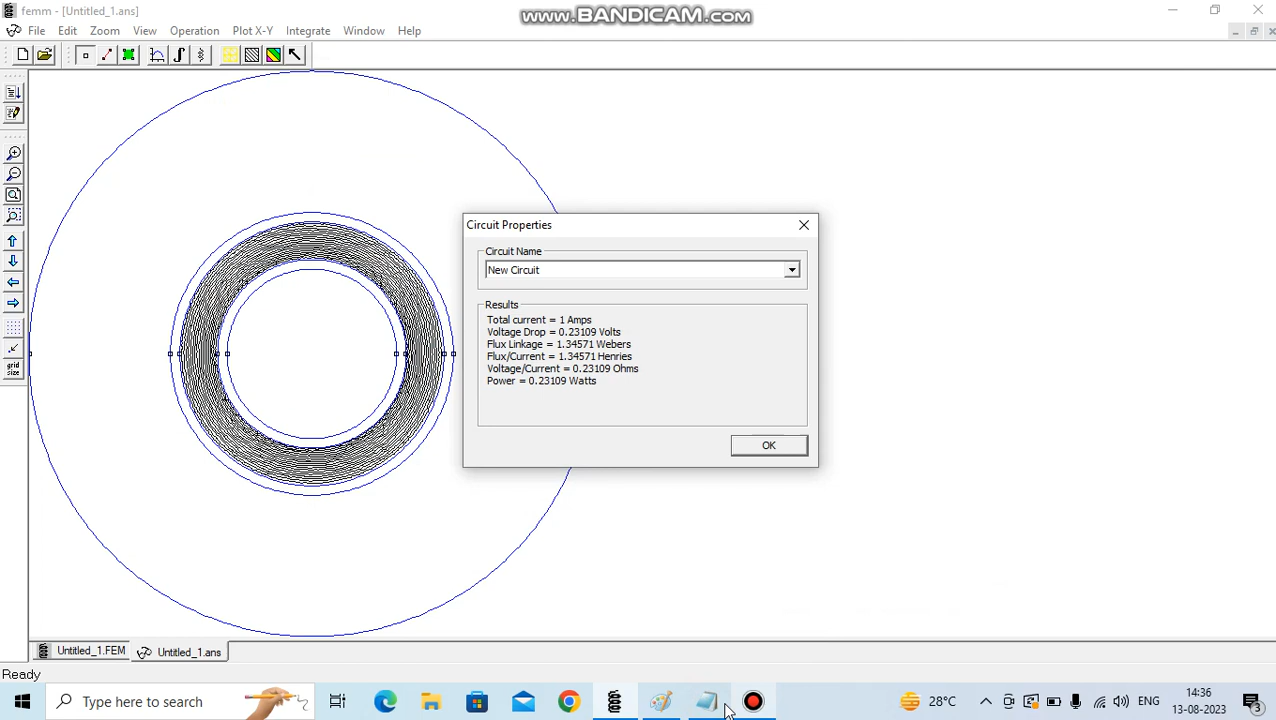 femm - [Untitled_1.ans]
www.BANDICAM.com
File Edit Zoom View Operation Plot X-Y Integrate Window Help
grid
size
Circuit Properties
Circuit Name
New Circuit
Results
Total current = 1 Amps
Voltage Drop = 0.23109 Volts
Flux Linkage = 1.34571 Webers
Flux/Current = 1.34571 Henries
Voltage/Current = 0.23109 Ohms
Power = 0.23109 Watts
OK
Untitled_1.FEM Untitled_1.ans
Ready
Type here to search
28°C
ENG
14:36
13-08-2023
3